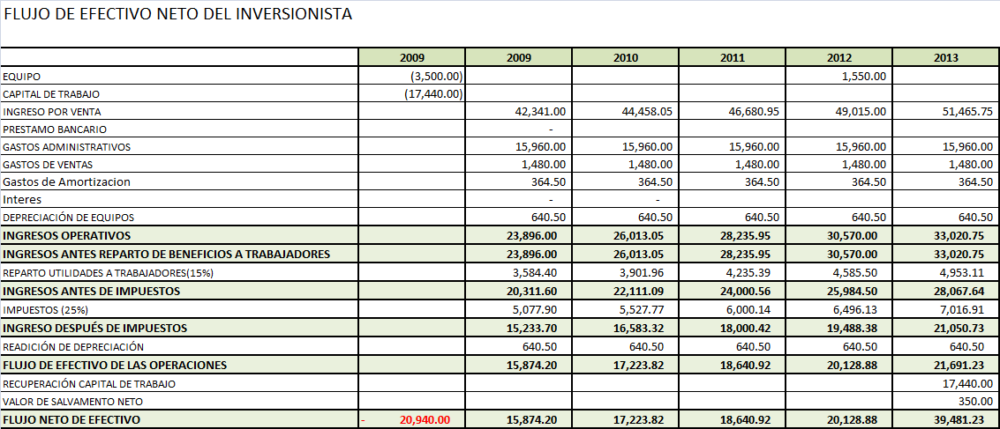 FLUJO DE EFECTIVO NETO DEL INVERSIONISTA
2009 2009 2010 2011 2012 2013
EQUIPO (3,500.00) 1,550.00
CAPITAL DE TRABAJO (17,440.00)
INGRESO POR VENTA 42,341.00 44,458.05 46,680.95 49,015.00 51,465.75
PRESTAMO BANCARIO -
GASTOS ADMINISTRATIVOS 15,960.00 15,960.00 15,960.00 15,960.00 15,960.00
GASTOS DE VENTAS 1,480.00 1,480.00 1,480.00 1,480.00 1,480.00
Gastos de Amortizacion 364.50 364.50 364.50 364.50 364.50
Interes - -
DEPRECIACIÓN DE EQUIPOS 640.50 640.50 640.50 640.50 640.50
INGRESOS OPERATIVOS 23,896.00 26,013.05 28,235.95 30,570.00 33,020.75
INGRESOS ANTES REPARTO DE BENEFICIOS A TRABAJADORES 23,896.00 26,013.05 28,235.95 30,570.00 33,020.75
REPARTO UTILIDADES A TRABAJADORES(15%) 3,584.40 3,901.96 4,235.39 4,585.50 4,953.11
INGRESOS ANTES DE IMPUESTOS 20,311.60 22,111.09 24,000.56 25,984.50 28,067.64
IMPUESTOS (25%) 5,077.90 5,527.77 6,000.14 6,496.13 7,016.91
INGRESO DESPUÉS DE IMPUESTOS 15,233.70 16,583.32 18,000.42 19,488.38 21,050.73
READICIÓN DE DEPRECIACIÓN 640.50 640.50 640.50 640.50 640.50
FLUJO DE EFECTIVO DE LAS OPERACIONES 15,874.20 17,223.82 18,640.92 20,128.88 21,691.23
RECUPERACIÓN CAPITAL DE TRABAJO 17,440.00
VALOR DE SALVAMENTO NETO 350.00
FLUJO NETO DE EFECTIVO - 20,940.00 15,874.20 17,223.82 18,640.92 20,128.88 39,481.23